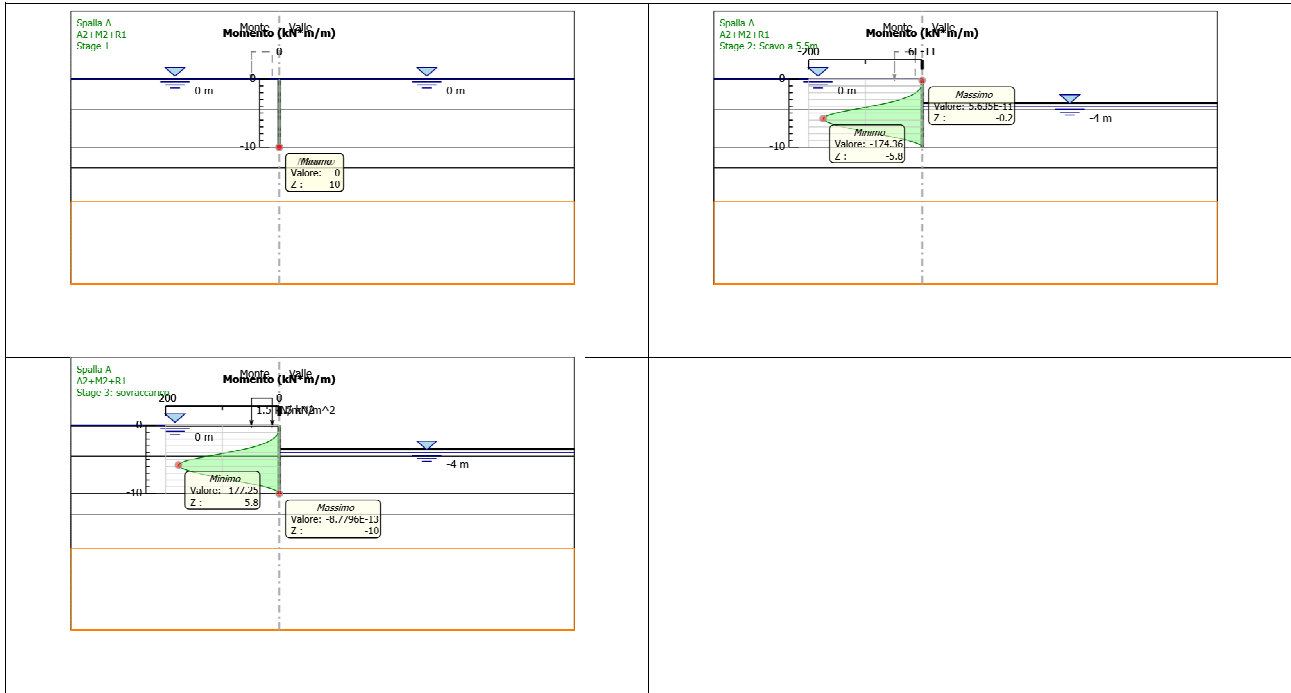 Spalla A
A2+M2+R1
Stage 1
Monte Valle
Momento (kN*m/m)
0
0
0 m
0 m
-10
Valore: 0
Z : 10
Spalla A
A2+M2+R1
Stage 2: Scavo a 5.5m
Monte Valle
Momento (kN*m/m)
-200
0
0 m
Massimo
Valore: 5.635E-11
Z : -0.2
-4 m
Minimo
Valore: -174.36
Z : -5.8
-10
Spalla A
A2+M2+R1
Stage 3: sovraccarico
Monte Valle
Momento (kN*m/m)
200
0
0
0 m
-4 m
Minimo
Valore: 177.25
Z : 5.8
-10
Massimo
Valore: -8.7796E-13
Z : -10